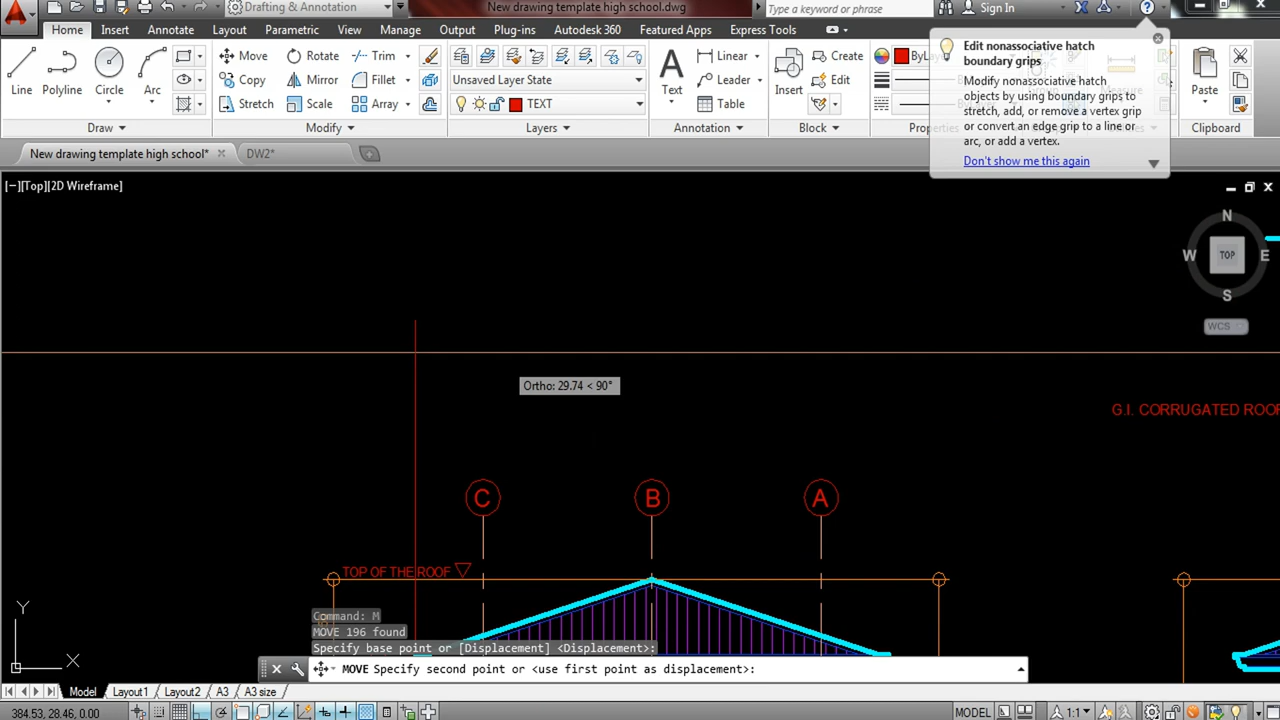 Drafting & Annotation
New drawing template high school.dwg
Type a keyword or phrase
Sign In
Home Insert Annotate Layout Parametric View Manage Output Plug-ins Autodesk 360 Featured Apps Express Tools
Line
Polyline
Circle
Arc
Move
Copy
Stretch
Rotate
Mirror
Scale
Trim
Fillet
Array
Unsaved Layer State
TEXT
Text
Linear
Leader
Table
Insert
Create
Edit
ByLay
Measure
Paste
Draw
Modify
Layers
Annotation
Block
Properties
Clipboard
Edit nonassociative hatch
boundary grips
Modify nonassociative hatch
objects by using boundary grips to
stretch, add, or remove a vertex grip
or convert an edge grip to a line or
arc, or add a vertex.
Don't show me this again
New drawing template high school*
DW2*
[−][Top][2D Wireframe]
N
W TOP E
S
WCS
Ortho: 29.74 < 90°
G.I. CORRUGATED ROOF
C B A
TOP OF THE ROOF
Y
X
Command: M
MOVE 196 found
Specify base point or [Displacement] <Displacement>:
MOVE Specify second point or <use first point as displacement>:
Model Layout1 Layout2 A3 A3 size
384.53, 28.46, 0.00
MODEL
1:1